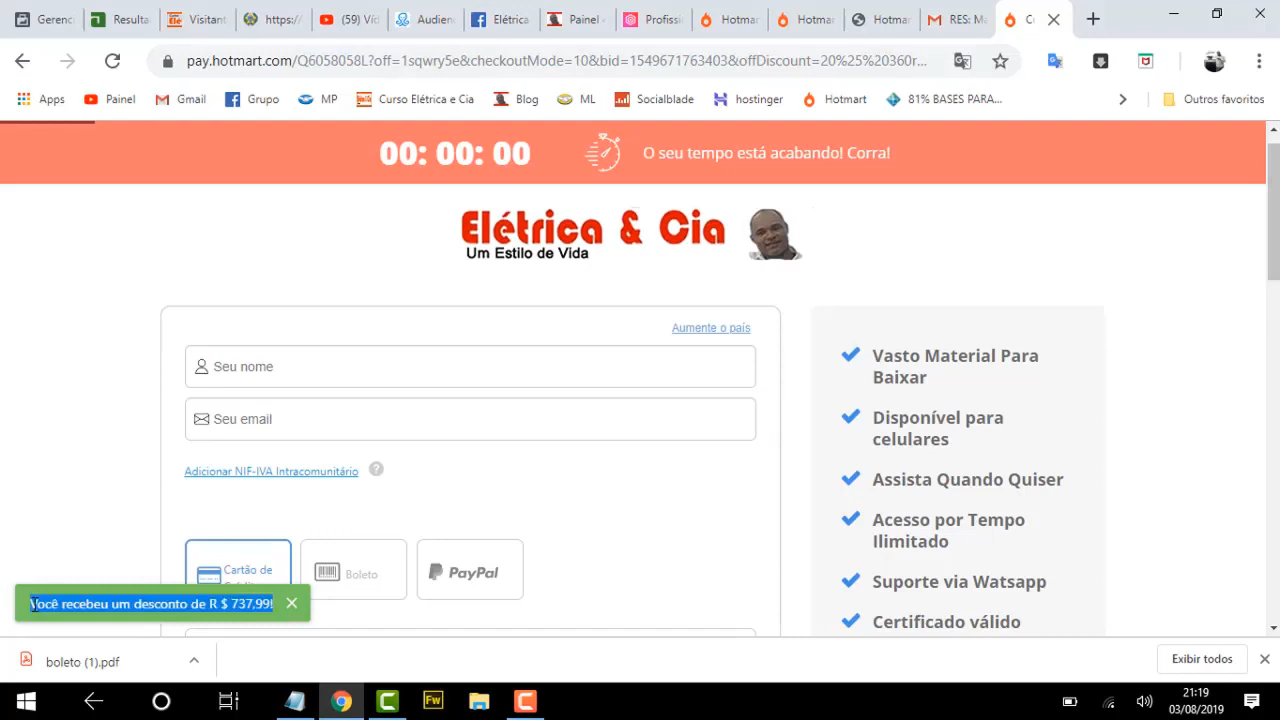 Gerenc
Resulta
Visitant
https:/
(59) Víd
Audien
Elétrica
Painel
Profissi
Hotmar
Hotmar
Hotmar
RES: M
pay.hotmart.com/Q6058050L?off=1sqwry5e&checkoutMode=10&bid=1549671763403&offDiscount=20%25%20360r...
Apps
Painel
Gmail
Grupo
MP
Curso Elétrica e Cia
Blog
ML
Socialblade
hostinger
Hotmart
81% BASES PARA...
Outros favoritos
00: 00: 00
O seu tempo está acabando! Corra!
Elétrica & Cia
Um Estilo de Vida
Aumente o país
Seu nome
Seu email
Adicionar NIF-IVA Intracomunitário
?
Cartão de
Boleto
PayPal
Você recebeu um desconto de R $ 737,99!
Vasto Material Para
Baixar
Disponível para
celulares
Assista Quando Quiser
Acesso por Tempo
Ilimitado
Suporte via Watsapp
Certificado válido
boleto (1).pdf
Exibir todos
Fw
21:19
03/08/2019